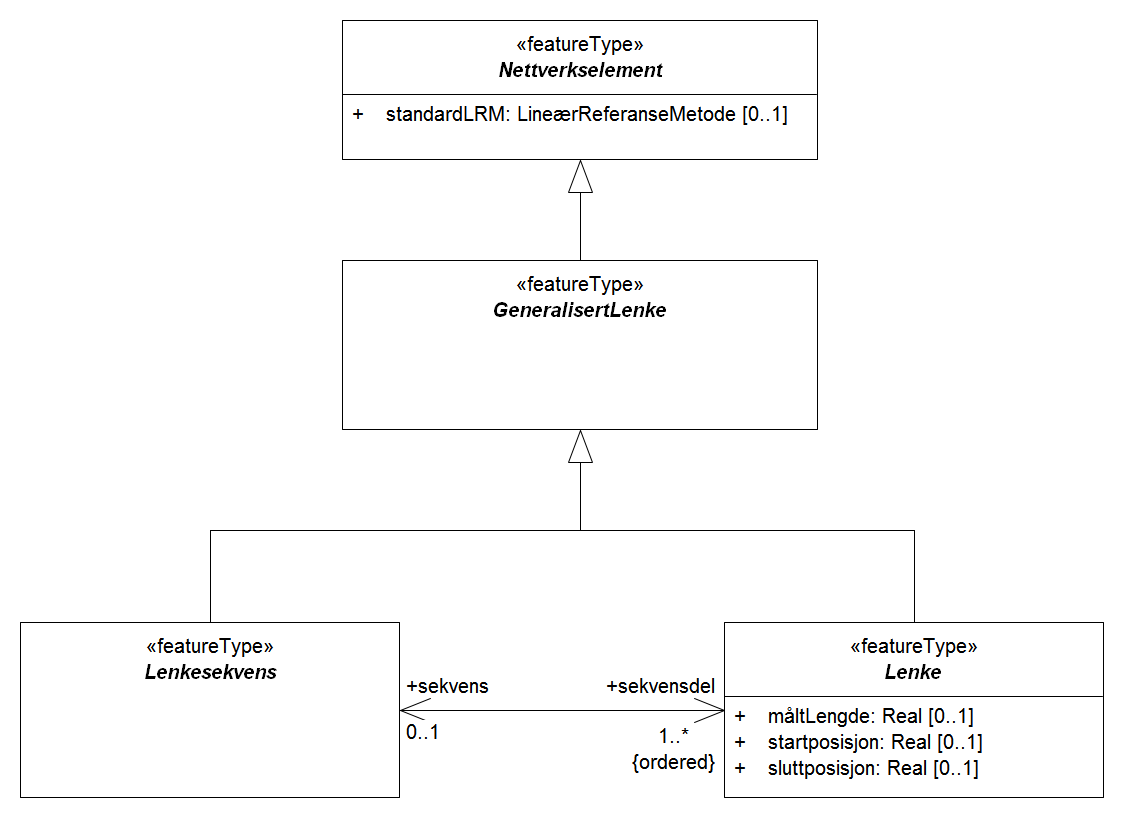 «featureType»
Nettverkselement
+ standardLRM: LineærReferanseMetode [0..1]
«featureType»
GeneralisertLenke
«featureType»
Lenkesekvens
+sekvens
0..1
+sekvensdel
1..*
{ordered}
«featureType»
Lenke
+ måltLengde: Real [0..1]
+ startposisjon: Real [0..1]
+ sluttposisjon: Real [0..1]